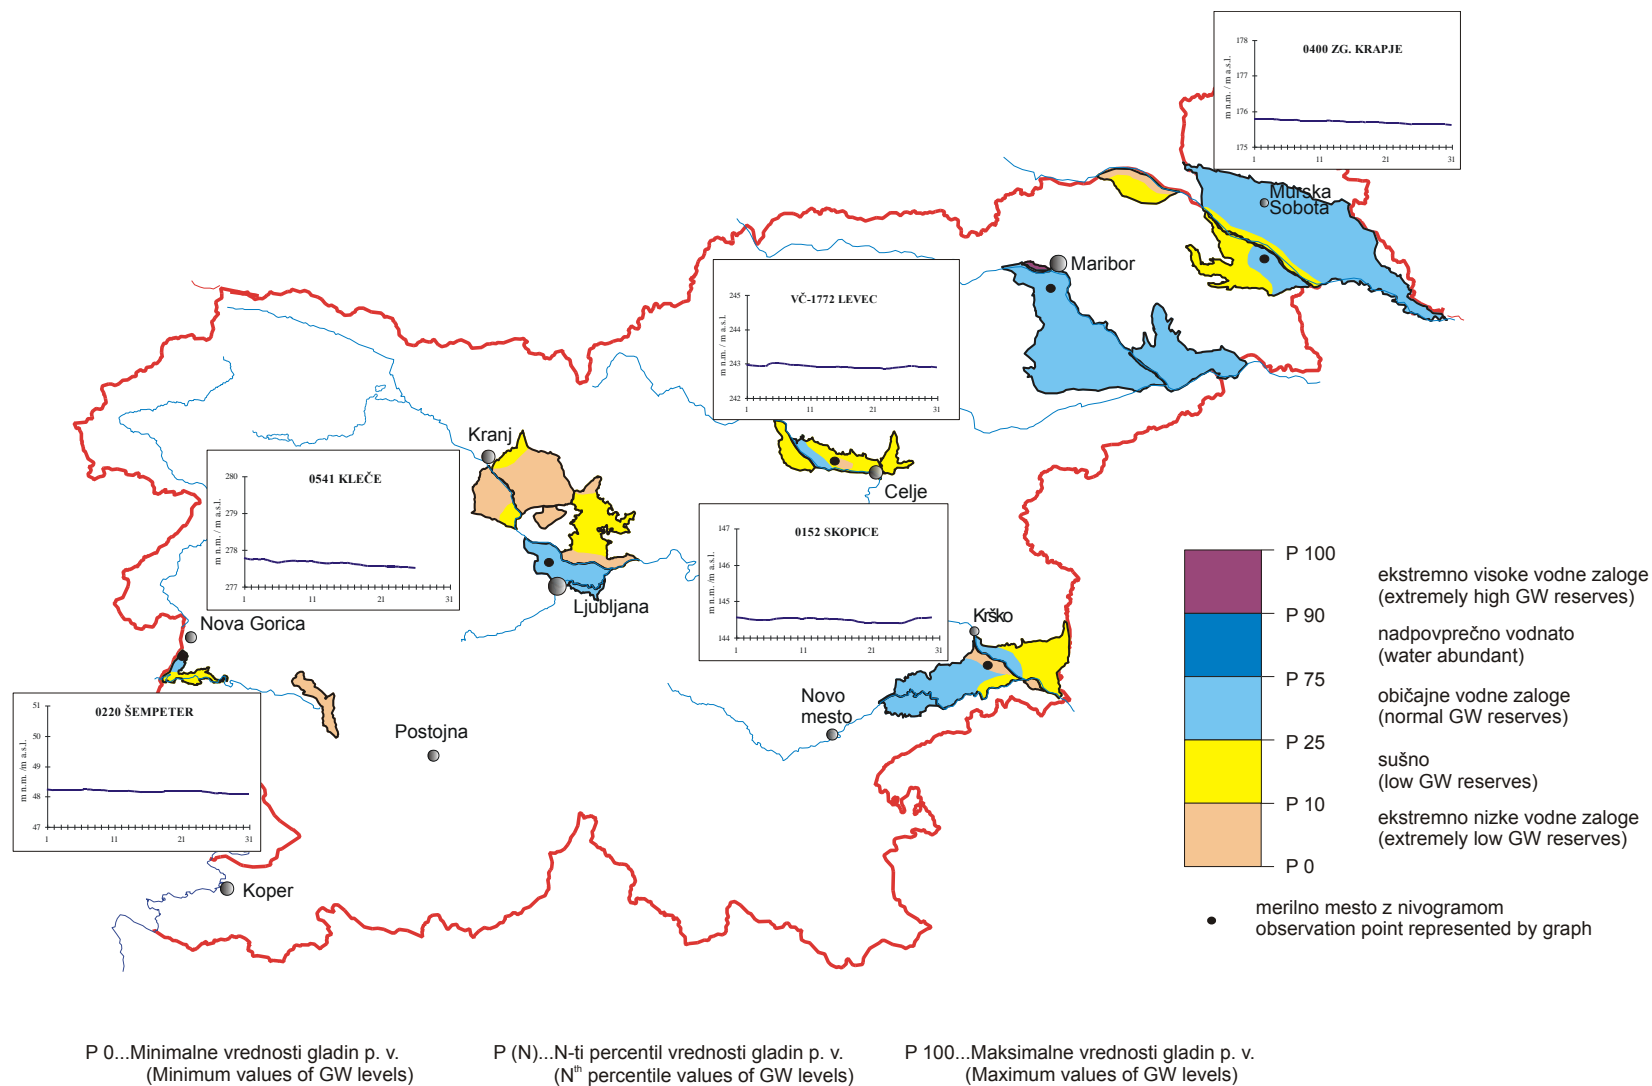 0400 ZG. KRAPJE
m n.m. / m a.s.l.
178
177
176
175
1
11
21
31
Murska
Sobota
Maribor
VČ-1772 LEVEC
m n.m. / m a.s.l.
245
244
243
242
1
11
21
31
Kranj
Celje
0541 KLEČE
m n.m. / m a.s.l.
280
279
278
277
1
11
21
31
Ljubljana
0152 SKOPICE
m n.m. /m a.s.l.
147
146
145
144
1
11
21
31
Krško
Nova Gorica
Novo
mesto
Postojna
0220 ŠEMPETER
m n.m. /m a.s.l.
51
50
49
48
47
1
11
21
31
Koper
P 100
ekstremno visoke vodne zaloge
(extremely high GW reserves)
P 90
nadpovprečno vodnato
(water abundant)
P 75
običajne vodne zaloge
(normal GW reserves)
P 25
sušno
(low GW reserves)
P 10
ekstremno nizke vodne zaloge
(extremely low GW reserves)
P 0
merilno mesto z nivogramom
observation point represented by graph
P 0...Minimalne vrednosti gladin p. v.
(Minimum values of GW levels)
P (N)...N-ti percentil vrednosti gladin p. v.
(Nth percentile values of GW levels)
P 100...Maksimalne vrednosti gladin p. v.
(Maximum values of GW levels)